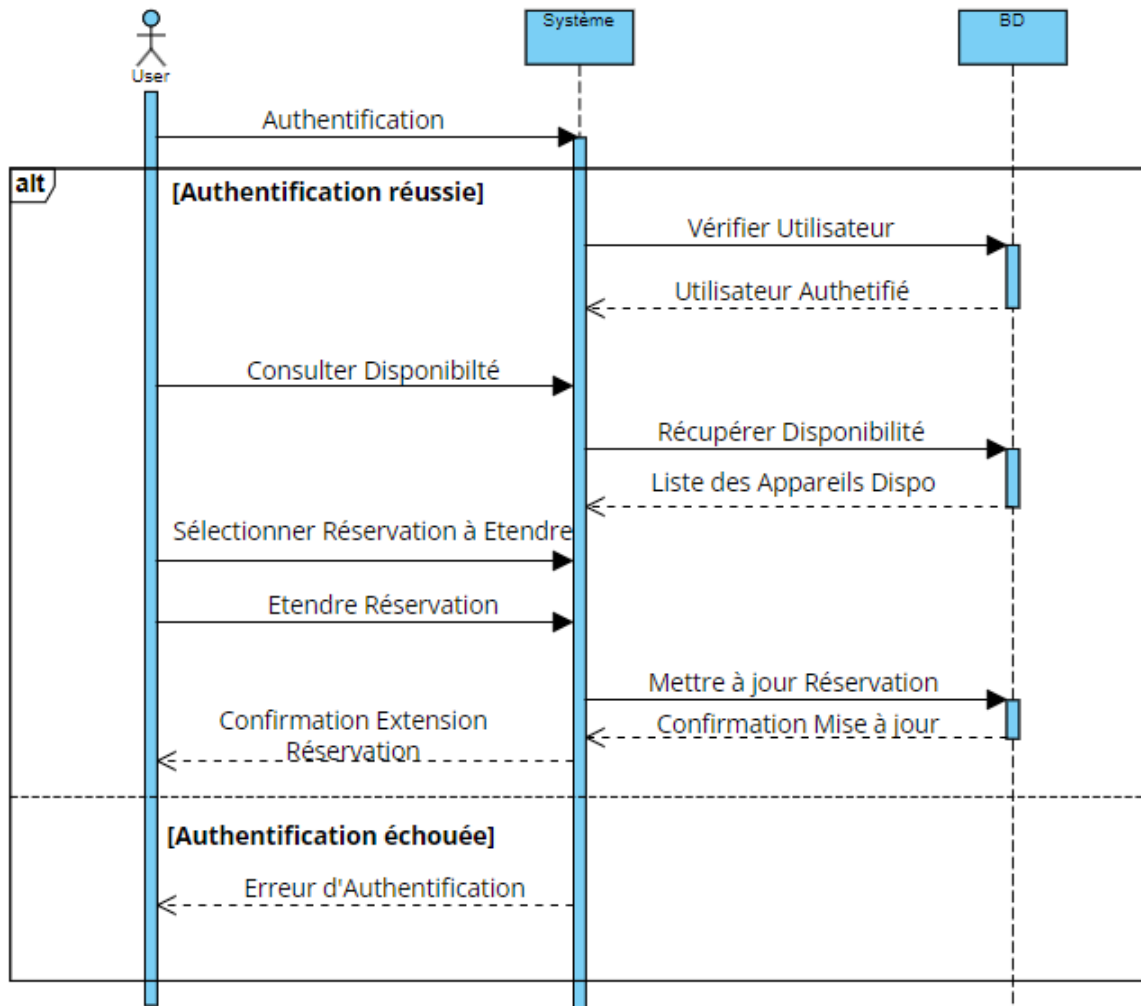 User
Système
BD
Authentification
alt
[Authentification réussie]
Vérifier Utilisateur
Utilisateur Authetifié
Consulter Disponibilté
Récupérer Disponibilité
Liste des Appareils Dispo
Sélectionner Réservation à Etendre
Etendre Réservation
Mettre à jour Réservation
Confirmation Extension
Réservation
Confirmation Mise à jour
[Authentification échouée]
Erreur d'Authentification